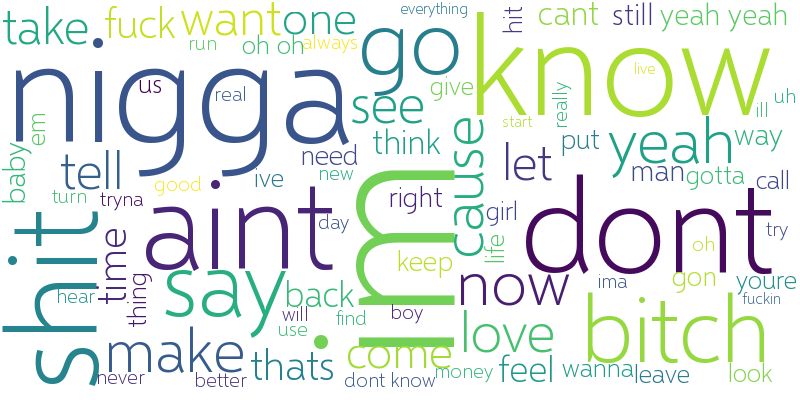 everything
take
fuck
want
one
hit
cant
still
yeah yeah
run
oh oh
always
go
know
nigga
us
real
see
give
live
really
uh
ill
em
baby
tell
need
think
cause
start
put
yeah
way
ive
new
let
man
gotta
call
turn
tryna
good
right
aint
im
girl
dont
day
oh
try
shit
time
thing
say
keep
life
ima
gon
youre
hear
back
now
fuckin
will
find
boy
use
love
bitch
make
thats
come
feel
wanna
leave
look
never
better
dont know
money